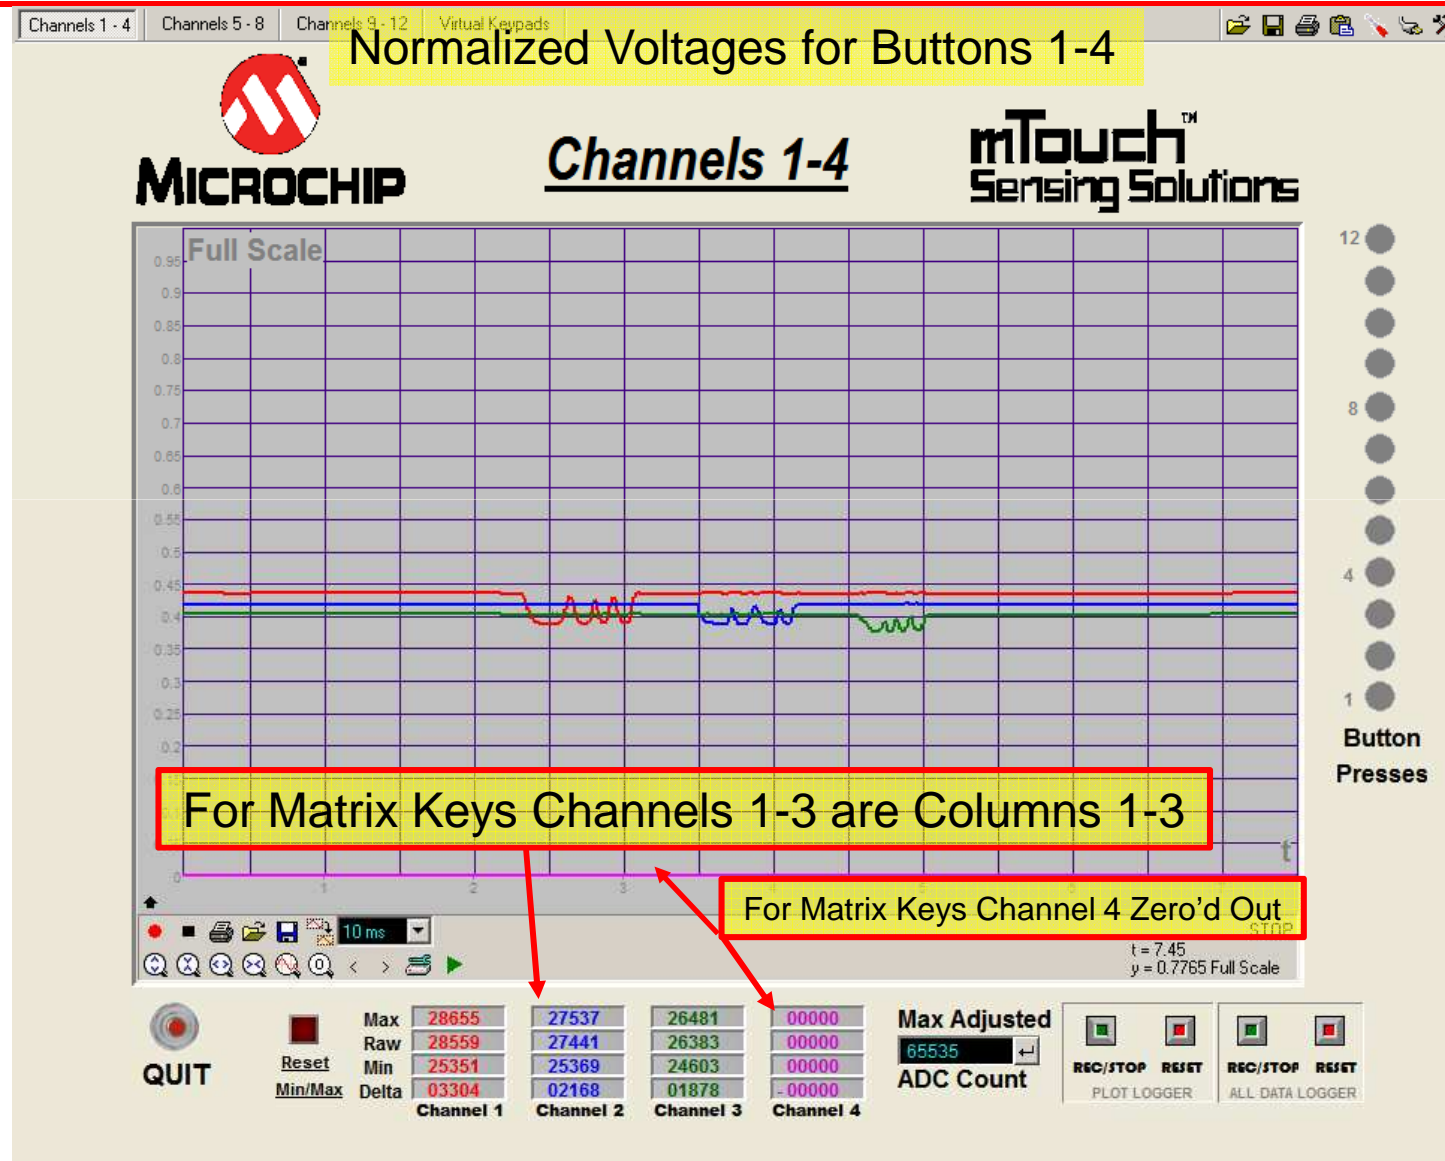 Channels 1 - 4 Channels 5 - 8 Channels 9 - 12 Virtual Keypads
Normalized Voltages for Buttons 1-4
MICROCHIP
Channels 1-4
mTouch™
Sensing Solutions
Full Scale
0.95
0.9
0.85
0.8
0.75
0.7
0.65
0.6
0.55
0.5
0.45
0.4
0.35
0.3
0.25
0.2
0
1 2 3 5
t
12
8
4
1
Button
Presses
For Matrix Keys Channels 1-3 are Columns 1-3
For Matrix Keys Channel 4 Zero'd Out
STOP
10 ms
t = 7.45
y = 0.7765 Full Scale
QUIT
Reset
Min/Max
Max 28655 27537 26481 00000
Raw 28559 27441 26383 00000
Min 25351 25369 24603 00000
Delta 03304 02168 01878 -00000
Channel 1 Channel 2 Channel 3 Channel 4
Max Adjusted
65535
ADC Count
REC/STOP RESET REC/STOP RESET
PLOT LOGGER ALL DATA LOGGER